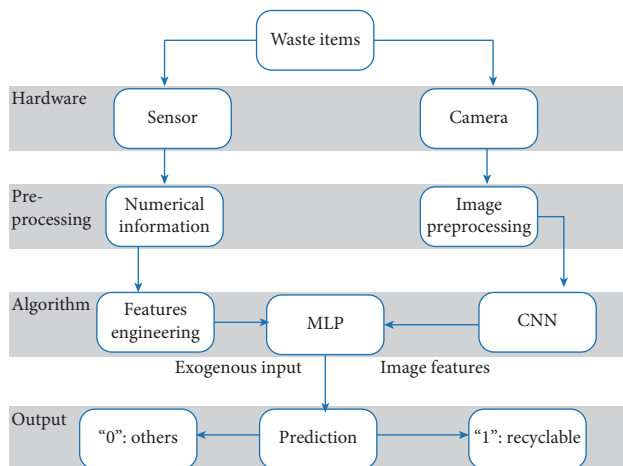 Waste items
Hardware
Sensor
Camera
Pre-
processing
Numerical
information
Image
preprocessing
Algorithm
Features
engineering
MLP
CNN
Exogenous input
Image features
Output
“0”: others
Prediction
“1”: recyclable